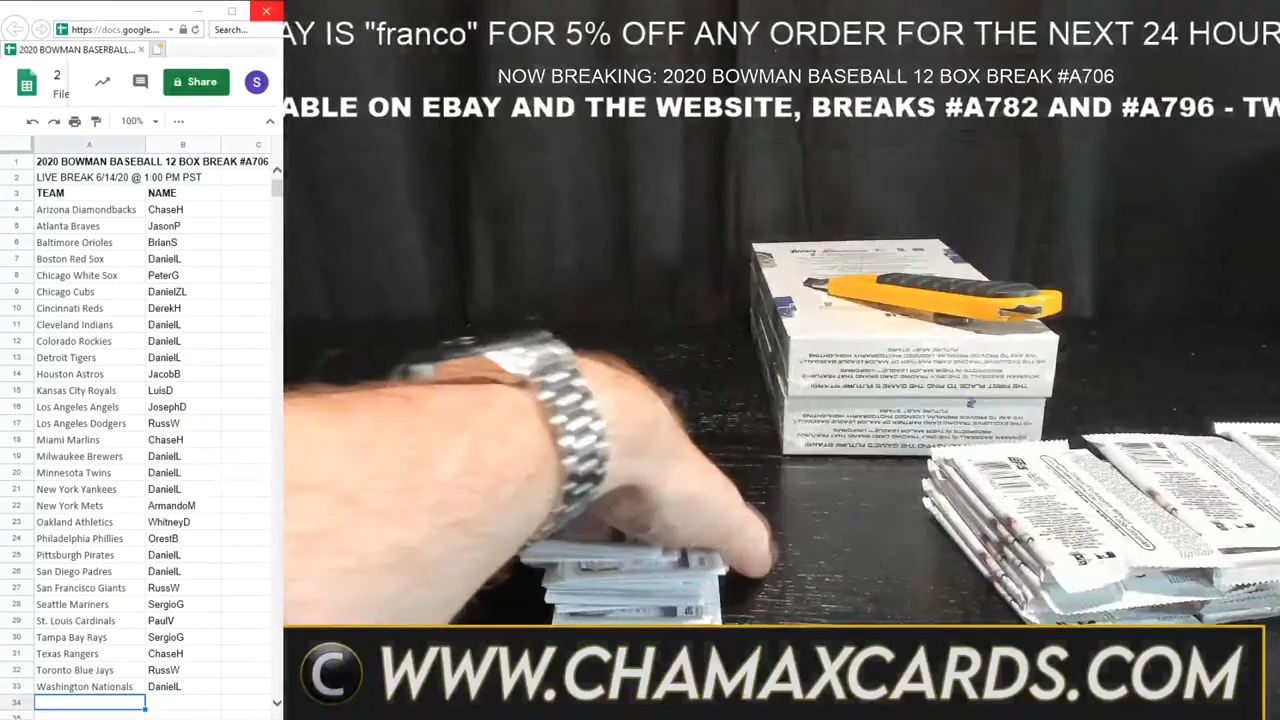 https://docs.google....
Search...
2020 BOWMAN BASERBALL...
2
File
Share
S
100%
A B C
1 2020 BOWMAN BASEBALL 12 BOX BREAK #A706
2 LIVE BREAK 6/14/20 @ 1:00 PM PST
3 TEAM NAME
4 Arizona Diamondbacks ChaseH
5 Atlanta Braves JasonP
6 Baltimore Orioles BrianS
7 Boston Red Sox DanielL
8 Chicago White Sox PeterG
9 Chicago Cubs DanielZL
10 Cincinnati Reds DerekH
11 Cleveland Indians DanielL
12 Colorado Rockies DanielL
13 Detroit Tigers DanielL
14 Houston Astros JacobB
15 Kansas City Royals LuisD
16 Los Angeles Angels JosephD
17 Los Angeles Dodgers RussW
18 Miami Marlins ChaseH
19 Milwaukee Brewers DanielL
20 Minnesota Twins DanielL
21 New York Yankees DanielL
22 New York Mets ArmandoM
23 Oakland Athletics WhitneyD
24 Philadelphia Phillies OrestB
25 Pittsburgh Pirates DanielL
26 San Diego Padres DanielL
27 San Francisco Giants RussW
28 Seattle Mariners SergioG
29 St. Louis Cardinals PaulV
30 Tampa Bay Rays SergioG
31 Texas Rangers ChaseH
32 Toronto Blue Jays RussW
33 Washington Nationals DanielL
34
AY IS "franco" FOR 5% OFF ANY ORDER FOR THE NEXT 24 HOUR
NOW BREAKING: 2020 BOWMAN BASEBALL 12 BOX BREAK #A706
ABLE ON EBAY AND THE WEBSITE, BREAKS #A782 AND #A796 - TW
THE FIRST PLACE TO FIND FUTURE STARS
C WWW.CHAMAXCARDS.COM